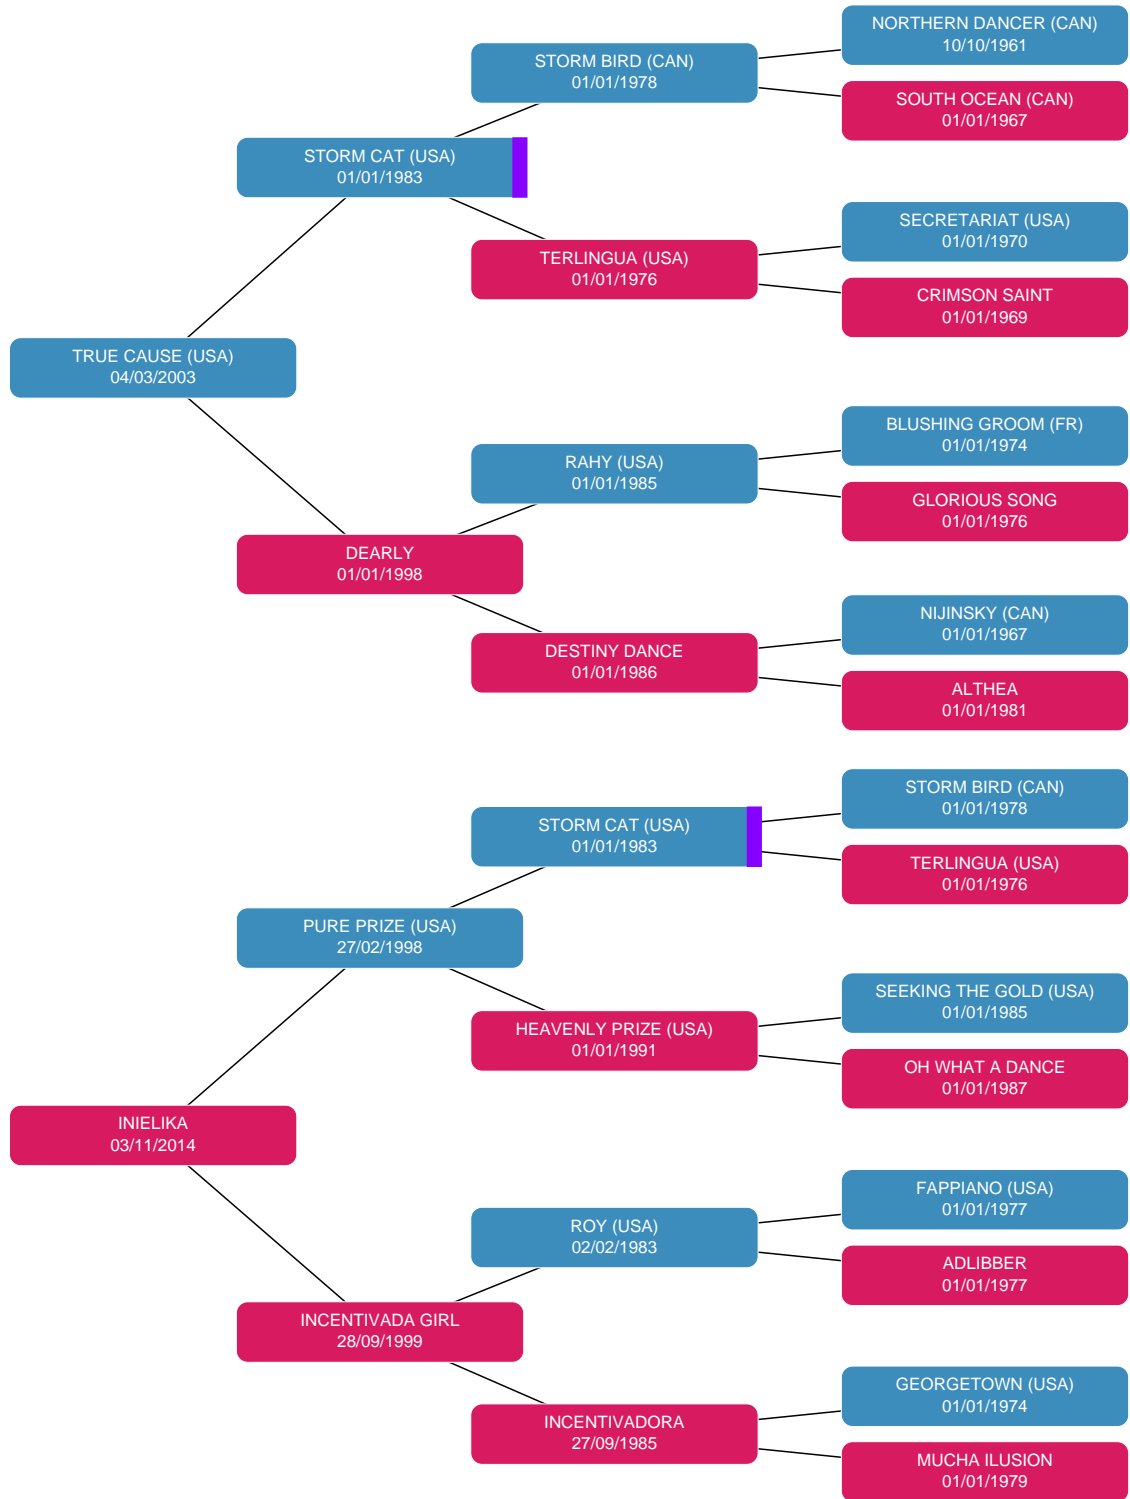 NORTHERN DANCER (CAN)
10/10/1961
STORM BIRD (CAN)
01/01/1978
SOUTH OCEAN (CAN)
01/01/1967
STORM CAT (USA)
01/01/1983
SECRETARIAT (USA)
01/01/1970
TERLINGUA (USA)
01/01/1976
CRIMSON SAINT
01/01/1969
TRUE CAUSE (USA)
04/03/2003
BLUSHING GROOM (FR)
01/01/1974
RAHY (USA)
01/01/1985
GLORIOUS SONG
01/01/1976
DEARLY
01/01/1998
NIJINSKY (CAN)
01/01/1967
DESTINY DANCE
01/01/1986
ALTHEA
01/01/1981
STORM BIRD (CAN)
01/01/1978
STORM CAT (USA)
01/01/1983
TERLINGUA (USA)
01/01/1976
PURE PRIZE (USA)
27/02/1998
SEEKING THE GOLD (USA)
01/01/1985
HEAVENLY PRIZE (USA)
01/01/1991
OH WHAT A DANCE
01/01/1987
INIELIKA
03/11/2014
FAPPIANO (USA)
01/01/1977
ROY (USA)
02/02/1983
ADLIBBER
01/01/1977
INCENTIVADA GIRL
28/09/1999
GEORGETOWN (USA)
01/01/1974
INCENTIVADORA
27/09/1985
MUCHA ILUSION
01/01/1979